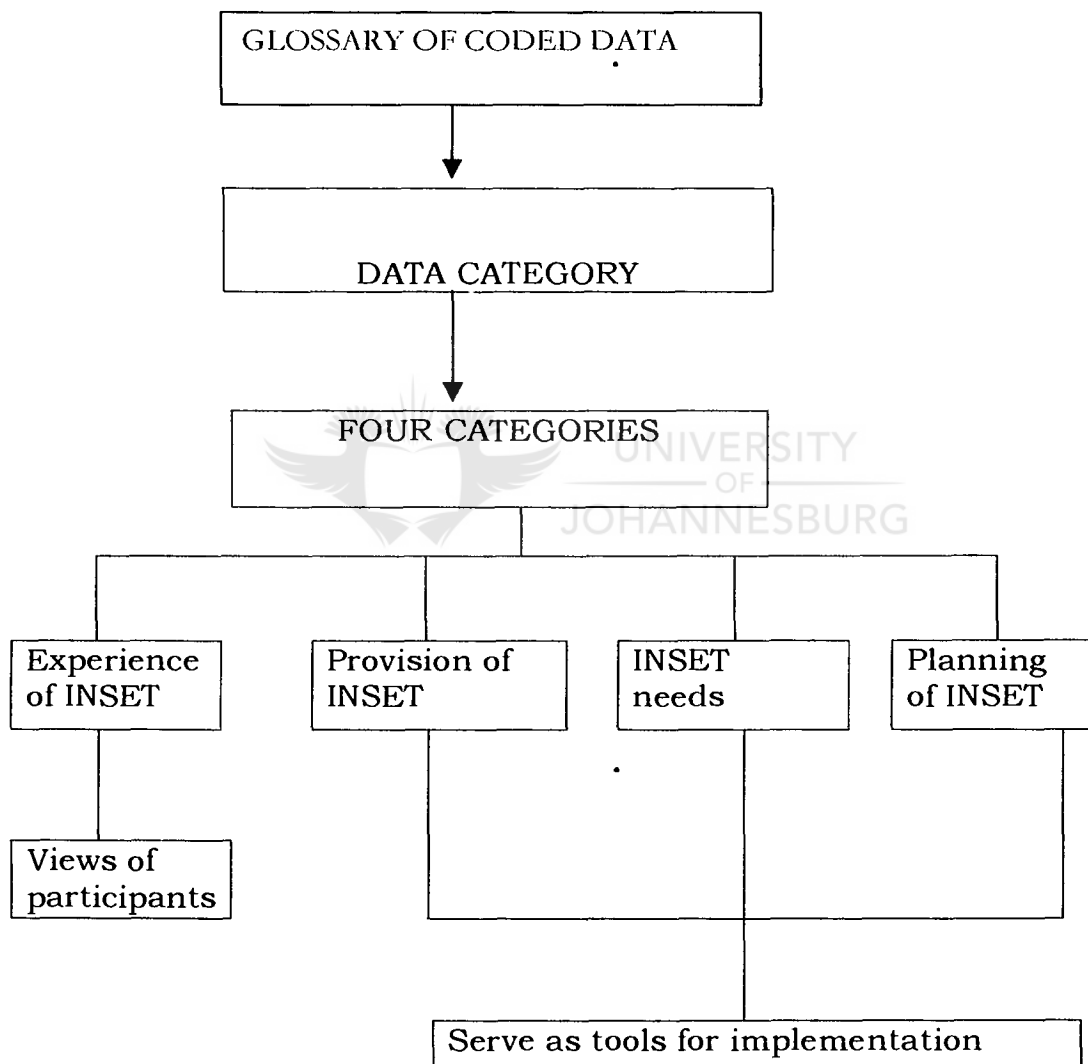 GLOSSARY OF CODED DATA
DATA CATEGORY
FOUR CATEGORIES
UNIVERSITY
OF
JOHANNESBURG
Experience
of INSET
Provision of
INSET
INSET
needs
Planning
of INSET
Views of
participants
Serve as tools for implementation